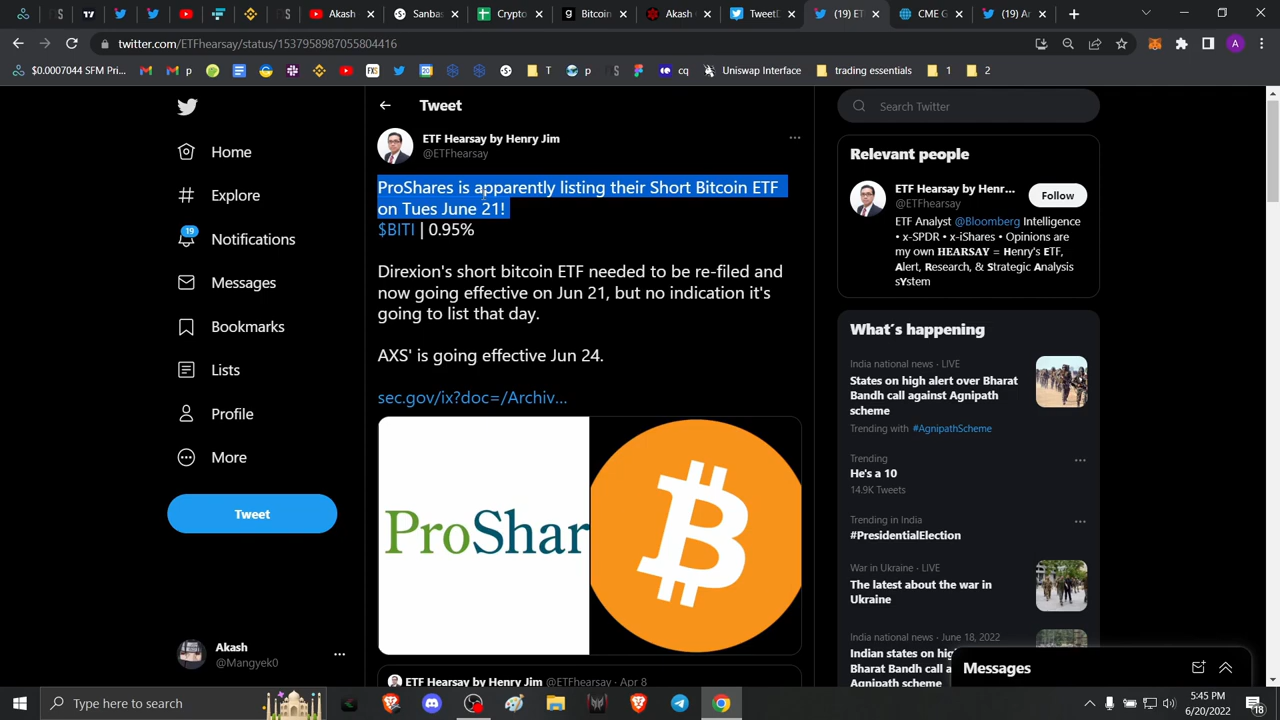 Akash
Sanbas
Crypto
Bitcoin
Akash
TweetD
(19) E
CME G
(19) Ar
twitter.com/ETFhearsay/status/1537958987055804416
$0.0007044 SFM Pri...
p
T
p
cq
Uniswap Interface
trading essentials
1
2
Tweet
Search Twitter
ETF Hearsay by Henry Jim
@ETFhearsay
ProShares is apparently listing their Short Bitcoin ETF
on Tues June 21!
$BITI | 0.95%
Direxion's short bitcoin ETF needed to be re-filed and
now going effective on Jun 21, but no indication it's
going to list that day.
AXS' is going effective Jun 24.
sec.gov/ix?doc=/Archiv...
ProShar
ETF Hearsay by Henry Jim @ETFhearsay · Apr 8
Home
Explore
19
Notifications
Messages
Bookmarks
Lists
Profile
More
Tweet
Akash
@Mangyek0
Relevant people
ETF Hearsay by Henr...
@ETFhearsay
Follow
ETF Analyst @Bloomberg Intelligence
• x-SPDR • x-iShares • Opinions are
my own 𝐇𝐄𝐀𝐑𝐒𝐀𝐘 = 𝐇enry's 𝐄TF,
𝐀lert, 𝐑esearch, & 𝐒trategic 𝐀nalysis
s𝐘stem
What's happening
India national news · LIVE
States on high alert over Bharat
Bandh call against Agnipath
scheme
Trending with #AgnipathScheme
Trending
He's a 10
14.9K Tweets
Trending in India
#PresidentialElection
War in Ukraine · LIVE
The latest about the war in
Ukraine
India national news · June 18, 2022
Indian states on hig
Bharat Bandh call a
Agnipath scheme
Messages
Type here to search
5:45 PM
6/20/2022
18